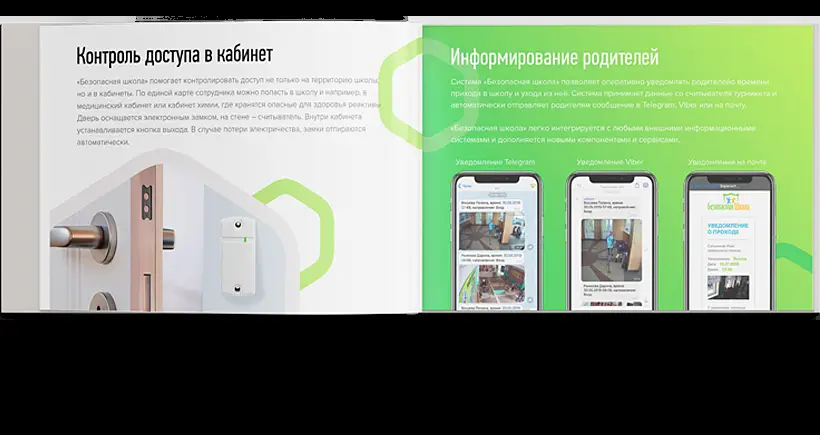 Контроль доступа в кабинет
«Безопасная школа» помогает контролировать доступ не только на территорию школы,
но и в кабинеты. По единой карте сотрудника можно попасть в школу и например, в
медицинский кабинет или кабинет химии, где хранятся опасные для здоровья реактивы.
Дверь оснащается электронным замком, на стене – считыватель. Внутри кабинета
устанавливается кнопка выхода. В случае потери электричества, замки отпираются
автоматически.
Информирование родителей
Система «Безопасная школа» позволяет оперативно уведомить родителей о времени
прихода в школу и ухода из неё. Система принимает данные со считывателя турникета и
автоматически отправляет родителям сообщение в Telegram, Viber или на почту.
«Безопасная школа» легко интегрируется с любыми внешними информационными
системами и дополняется новыми компонентами и сервисами.
Уведомление Telegram
Уведомление Viber
Уведомление на почте
УВЕДОМЛЕНИЕ
О ПРОХОДЕ